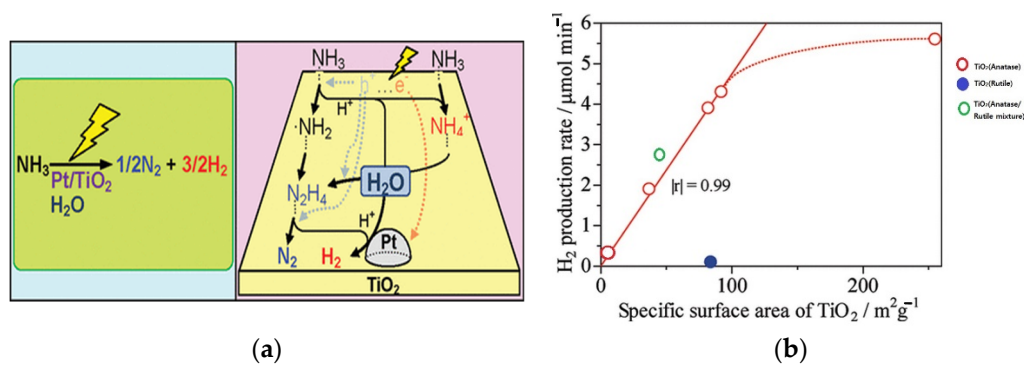 NH₃ 1/2N₂ + 3/2H₂
Pt/TiO₂
H₂O
NH₃ NH₃
H⁺ e⁻
·NH₂ NH₄⁺
H₂O
N₂H₄
H⁺
Pt
N₂ H₂
TiO₂
(a)
H₂ production rate / μmol min⁻¹
6
5
4
3
2
1
0
|r| = 0.99
0 100 200
Specific surface area of TiO₂ / m²g⁻¹
TiO₂(Anatase)
TiO₂(Rutile)
TiO₂(Anatase/
Rutile mixture)
(b)